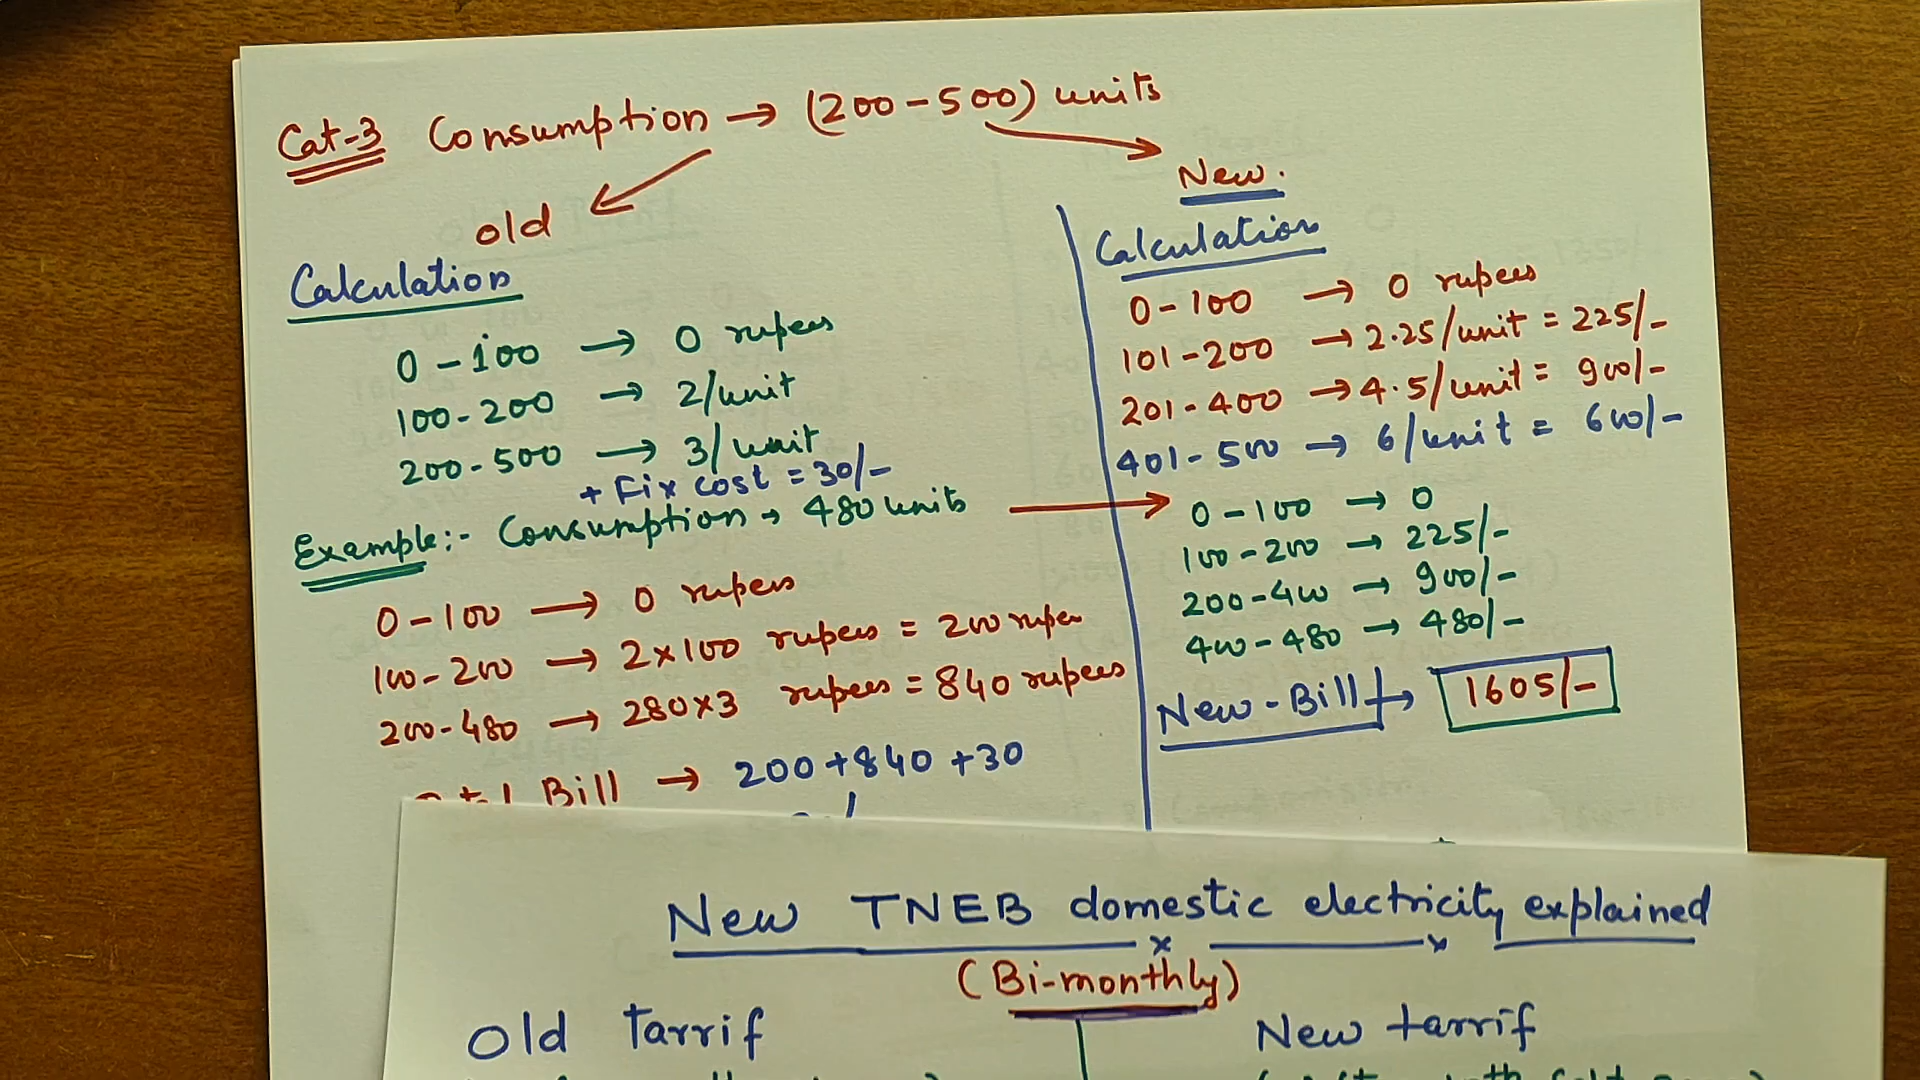 Cat-3 Consumption → (200-500) units
old
Calculation
0-100 → 0 rupees
100-200 → 2/unit
200-500 → 3/unit
+ Fix cost = 30/-
Example:- Consumption → 480 units
0-100 → 0 rupees
100-200 → 2×100 rupees = 200 rupees
200-480 → 280×3 rupees = 840 rupees
Bill → 200+840+30
New.
Calculation
0-100 → 0 rupees
101-200 → 2.25/unit = 225/-
201-400 → 4.5/unit = 900/-
401-500 → 6/unit = 600/-
0-100 → 0
100-200 → 225/-
200-400 → 900/-
400-480 → 480/-
New-Bill → 1605/-
New TNEB domestic electricity explained
(Bi-monthly)
Old tarrif
New tarrif